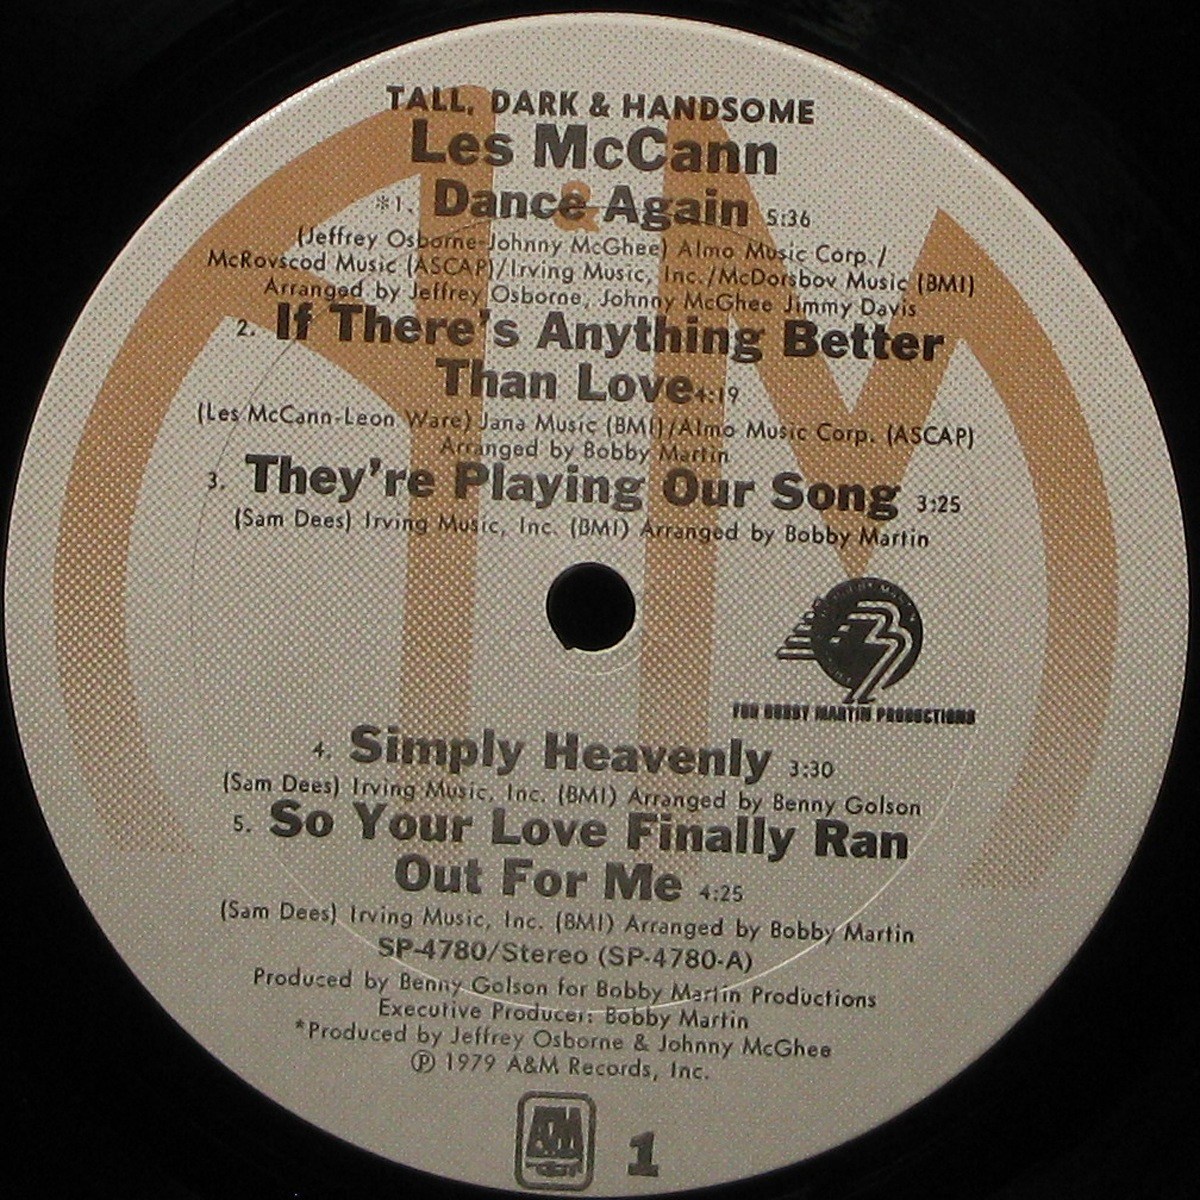 TALL, DARK & HANDSOME
Les McCann
*1. Dance Again 5:36
(Jeffrey Osborne-Johnny McGhee) Almo Music Corp./
McRovscod Music (ASCAP)/Irving Music, Inc./McDorsbov Music (BMI)
Arranged by Jeffrey Osborne, Johnny McGhee Jimmy Davis
2. If There's Anything Better
Than Love 4:19
(Les McCann-Leon Ware) Jana Music (BMI)/Almo Music Corp. (ASCAP)
Arranged by Bobby Martin
3. They're Playing Our Song 3:25
(Sam Dees) Irving Music, Inc. (BMI) Arranged by Bobby Martin
FOR BOBBY MARTIN PRODUCTIONS
4. Simply Heavenly 3:30
(Sam Dees) Irving Music, Inc. (BMI) Arranged by Benny Golson
5. So Your Love Finally Ran
Out For Me 4:25
(Sam Dees) Irving Music, Inc. (BMI) Arranged by Bobby Martin
SP-4780/Stereo (SP-4780-A)
Produced by Benny Golson for Bobby Martin Productions
Executive Producer: Bobby Martin
*Produced by Jeffrey Osborne & Johnny McGhee
℗ 1979 A&M Records, Inc.
A&M
1